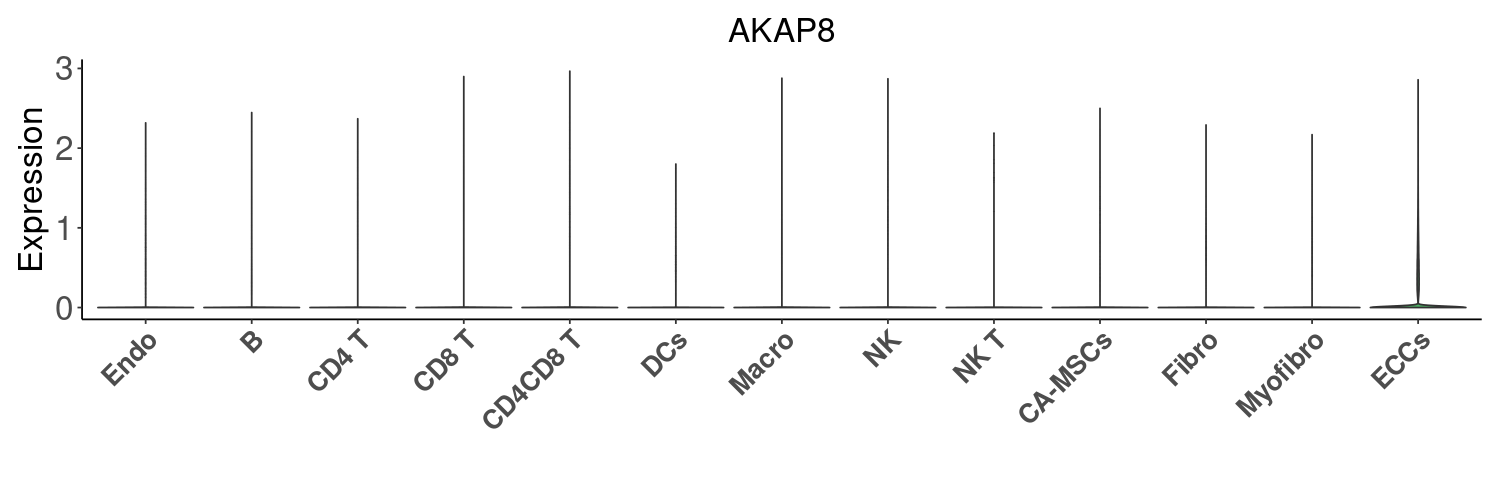 AKAP8
Expression
3
2
1
0
Endo
B
CD4 T
CD8 T
CD4CD8 T
DCs
Macro
NK
NK T
CA-MSCs
Fibro
Myofibro
ECCs